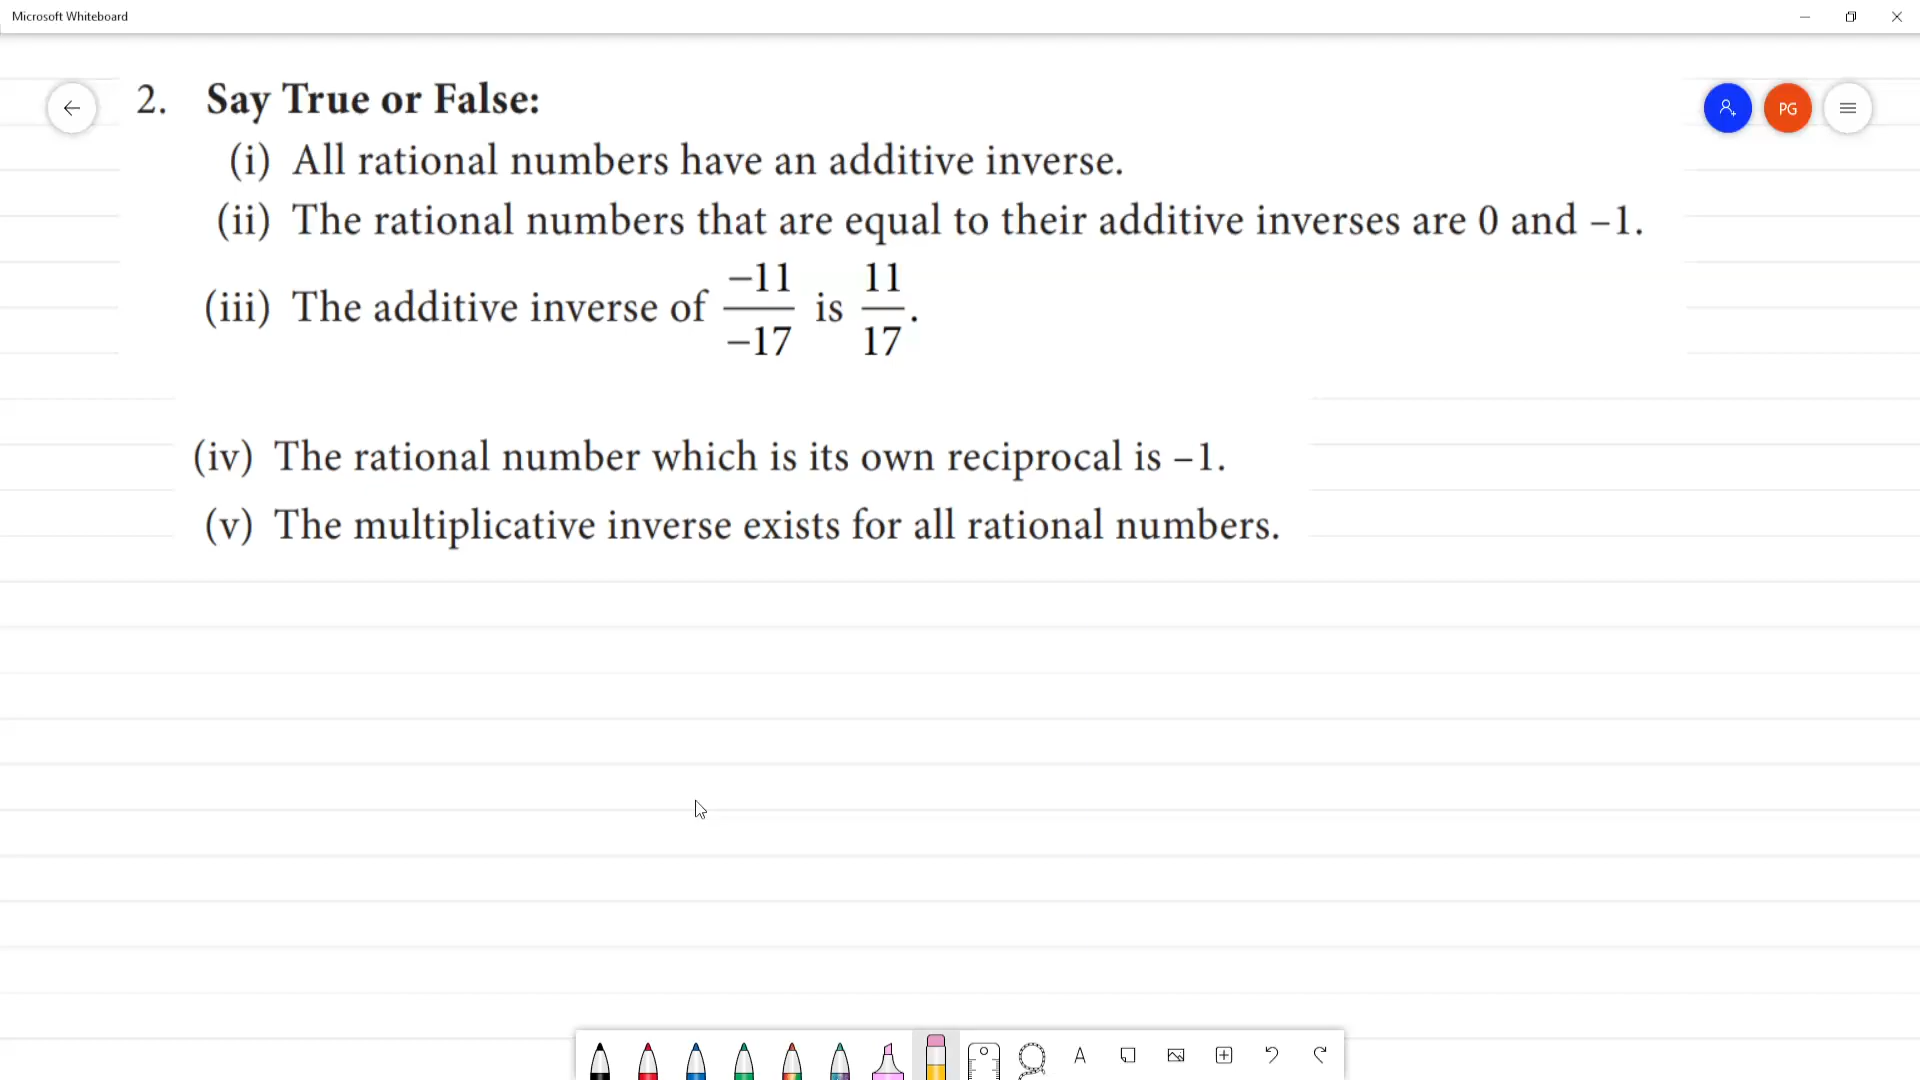 Microsoft Whiteboard
2. Say True or False:
PG
(i) All rational numbers have an additive inverse.
(ii) The rational numbers that are equal to their additive inverses are 0 and –1.
(iii) The additive inverse of –11/–17 is 11/17.
(iv) The rational number which is its own reciprocal is –1.
(v) The multiplicative inverse exists for all rational numbers.
A